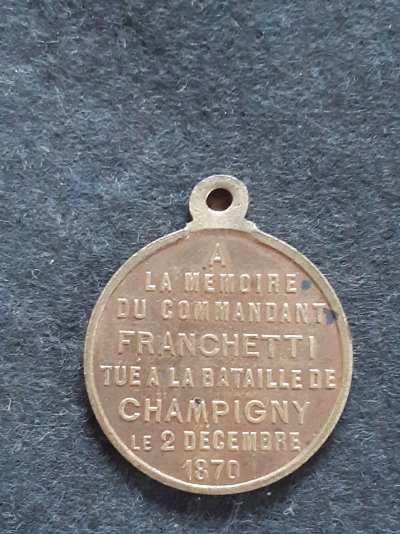 A
LA MEMOIRE
DU COMMANDANT
FRANCHETTI
TUÉ A LA BATAILLE DE
CHAMPIGNY
LE 2 DECEMBRE
1870